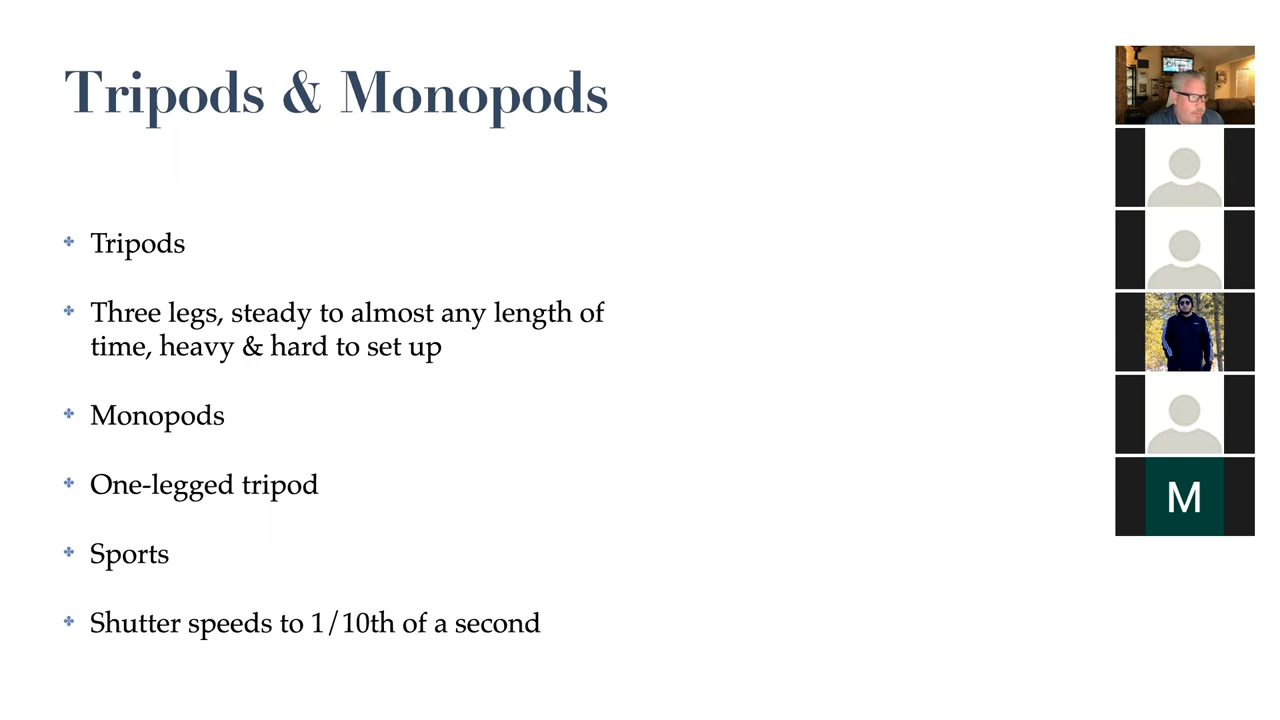 Tripods & Monopods
Tripods
Three legs, steady to almost any length of
time, heavy & hard to set up
Monopods
One-legged tripod
Sports
Shutter speeds to 1/10th of a second
M